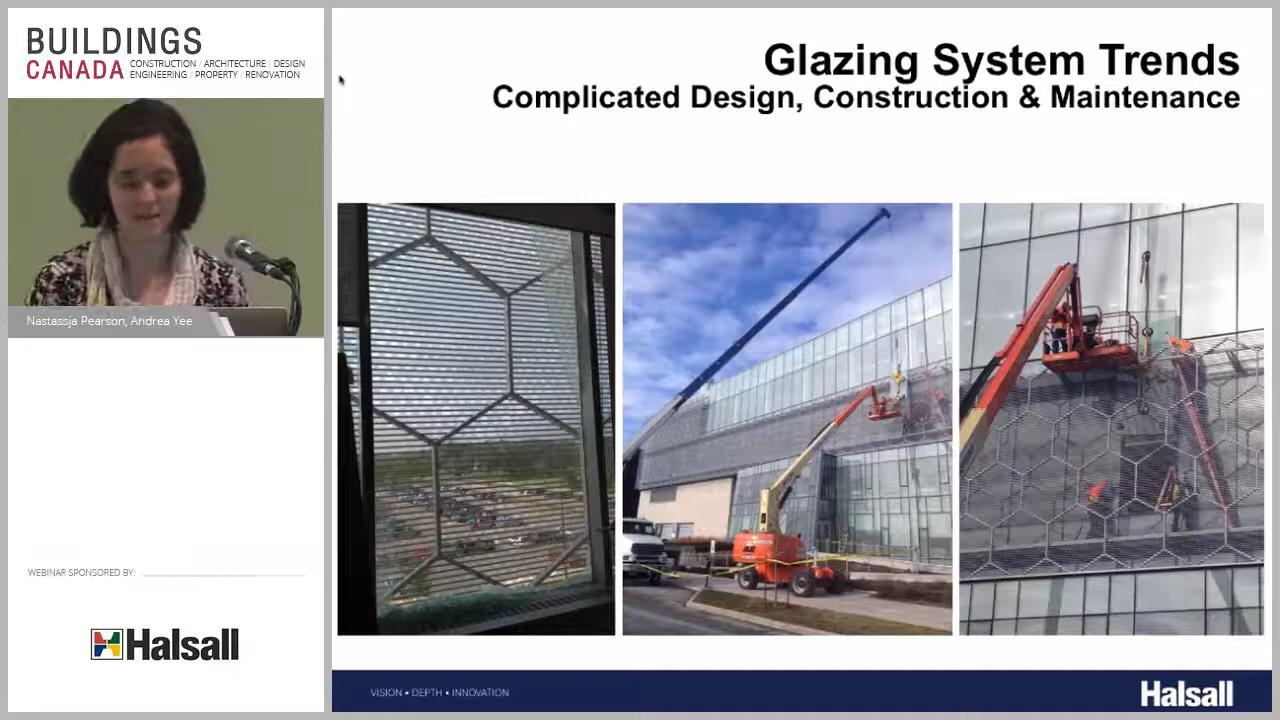 BUILDINGS
CANADA
CONSTRUCTION / ARCHITECTURE / DESIGN
ENGINEERING / PROPERTY / RENOVATION
Nastassja Pearson, Andrea Yee
WEBINAR SPONSORED BY:
Halsall
Glazing System Trends
Complicated Design, Construction & Maintenance
VISION • DEPTH • INNOVATION
Halsall